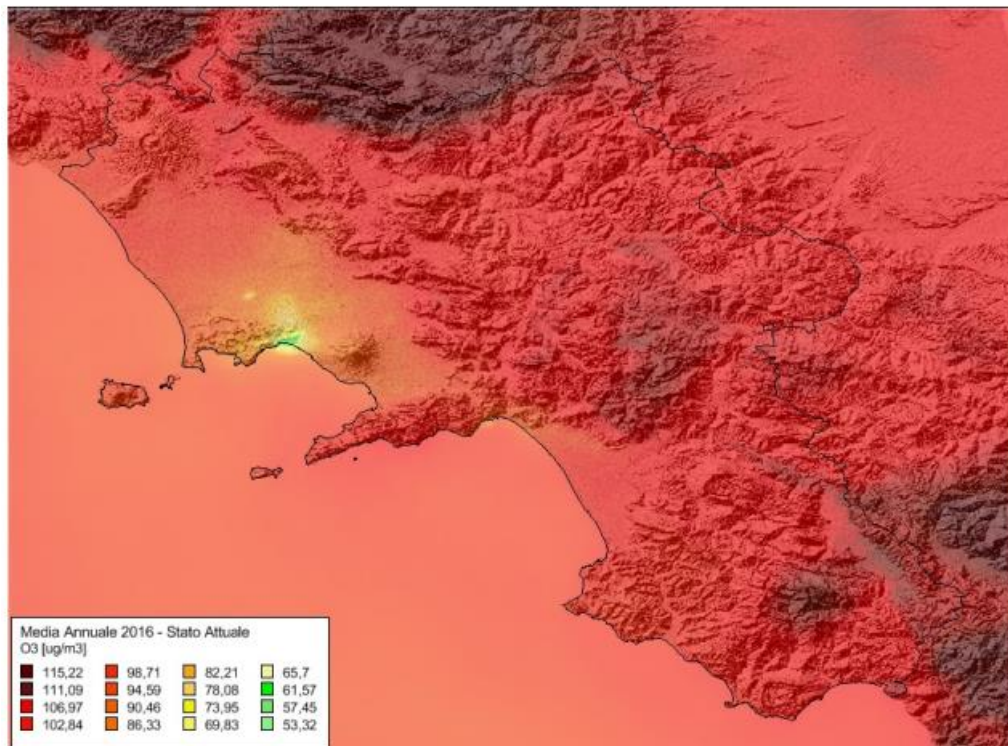 Media Annuale 2016 - Stato Attuale
O3 [ug/m3]
115,22 98,71 82,21 65,7
111,09 94,59 78,08 61,57
106,97 90,46 73,95 57,45
102,84 86,33 69,83 53,32